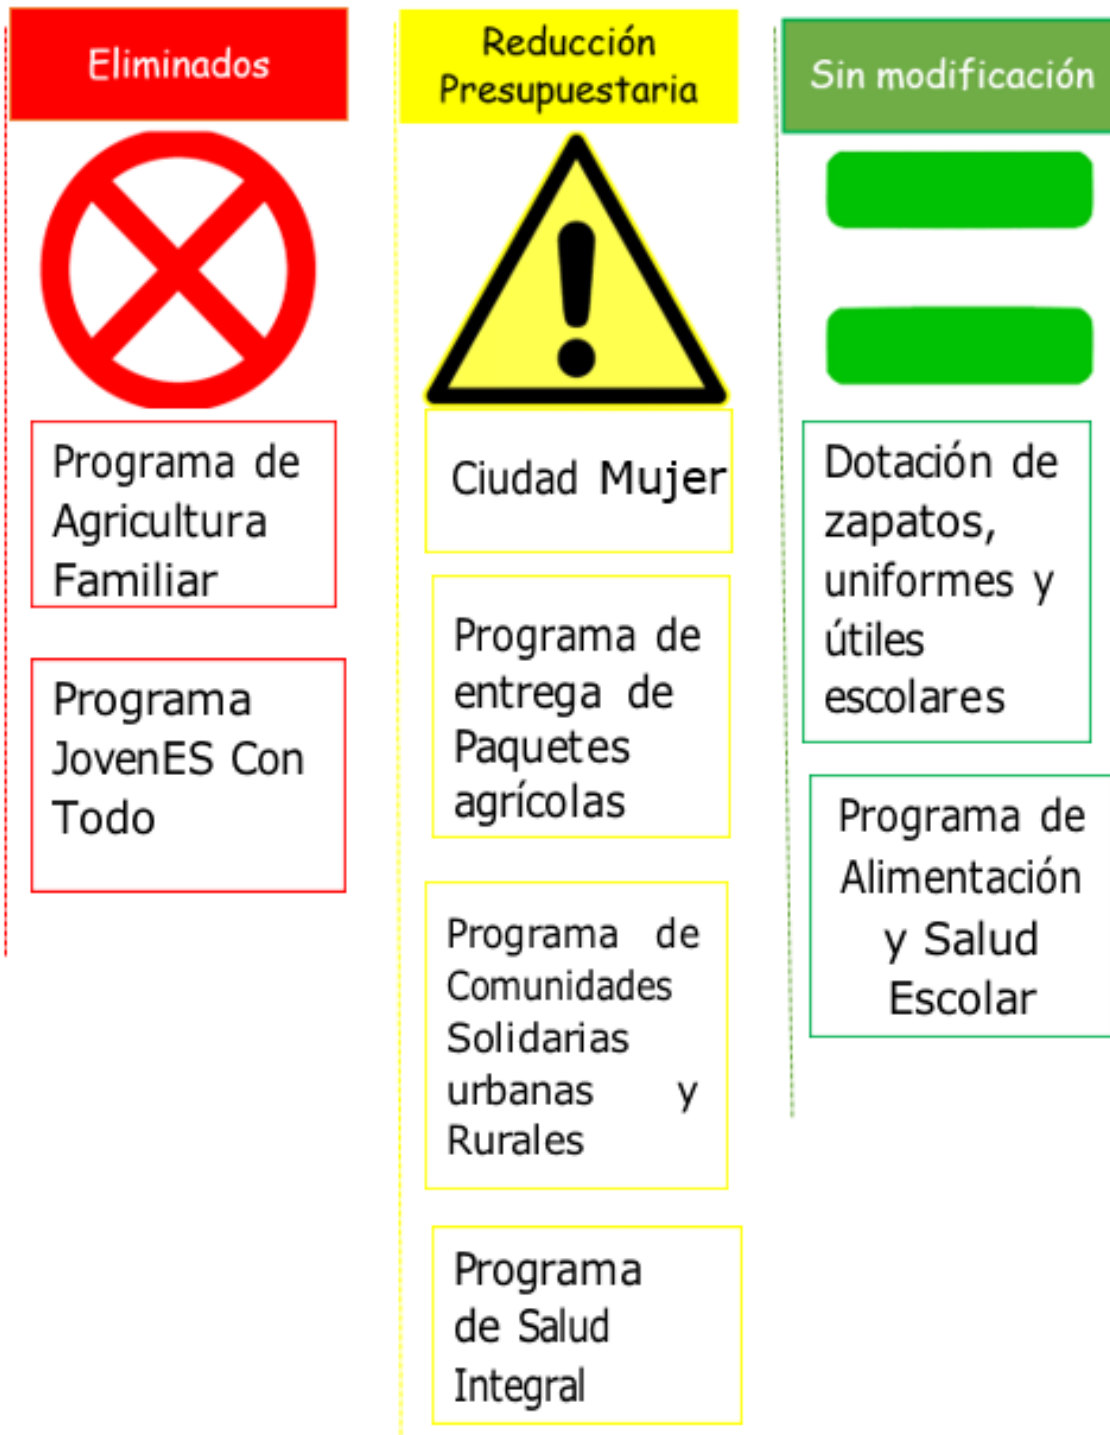 Eliminados
Programa de
Agricultura
Familiar
Programa
JovenES Con
Todo
Reducción
Presupuestaria
Ciudad Mujer
Programa de
entrega de
Paquetes
agrícolas
Programa de
Comunidades
Solidarias
urbanas y
Rurales
Programa
de Salud
Integral
Sin modificación
Dotación de
zapatos,
uniformes y
útiles
escolares
Programa de
Alimentación
y Salud
Escolar